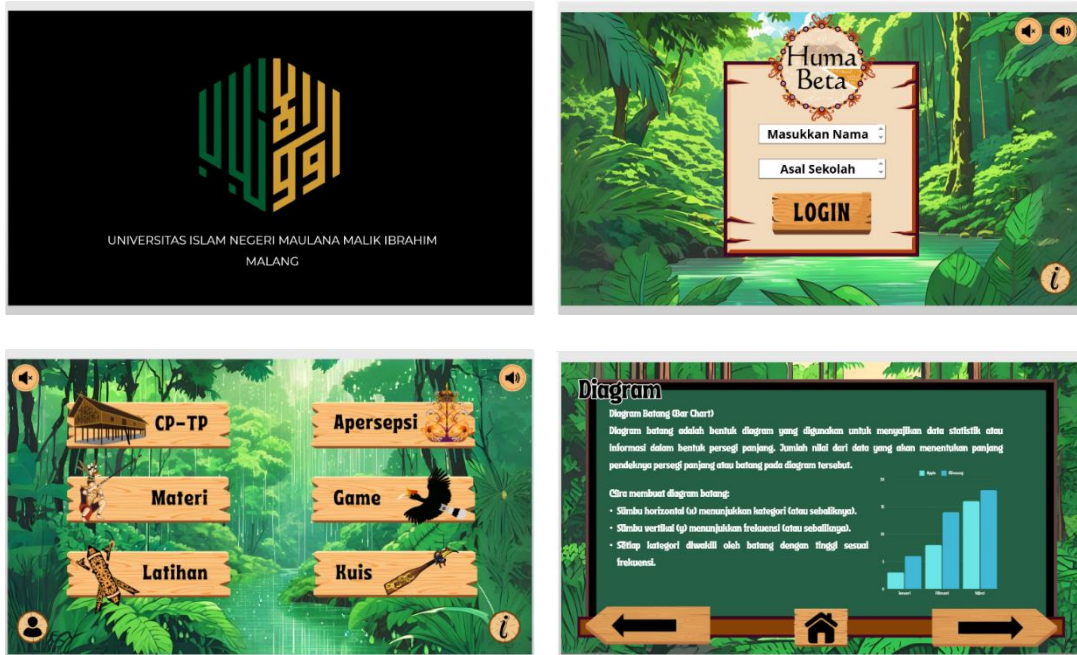 UNIVERSITAS ISLAM NEGERI MAULANA MALIK IBRAHIM
MALANG
Huma
Beta
Masukkan Nama
Asal Sekolah
LOGIN
i
CP-TP
Apersepsi
Materi
Game
Latihan
Kuis
i
Diagram
Diagram Batang (Bar Chart)
Diagram batang adalah bentuk diagram yang digunakan untuk menyajikan data statistik atau
informasi dalam bentuk persegi panjang. Jumlah nilai dari data yang akan menentukan panjang
pendeknya persegi panjang atau batang pada diagram tersebut.
Cara membuat diagram batang:
• Sumbu horizontal (x) menunjukkan kategori (atau sebaliknya).
• Sumbu vertikal (y) menunjukkan frekuensi (atau sebaliknya).
• Setiap kategori diwakili oleh batang dengan tinggi sesuai
frekuensi.